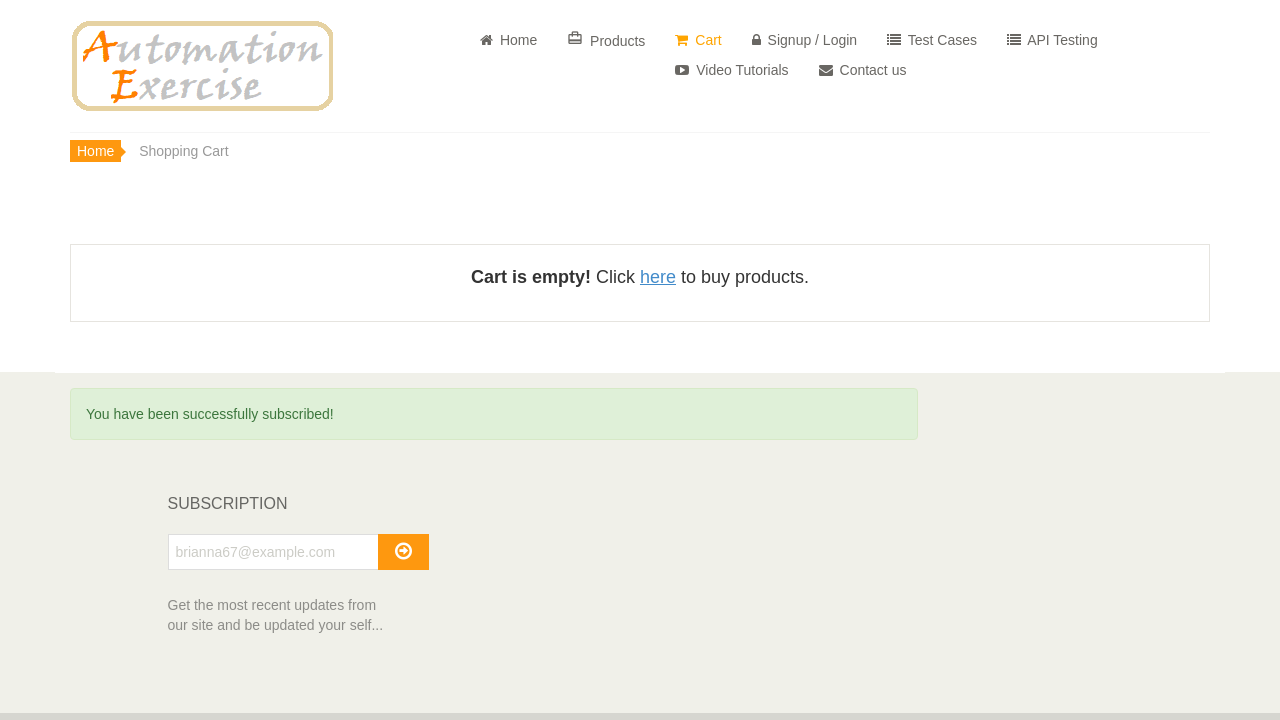 Automation
Exercise
Home
Products
Cart
Signup / Login
Test Cases
API Testing
Video Tutorials
Contact us
Home
Shopping Cart
Cart is empty! Click here to buy products.
You have been successfully subscribed!
SUBSCRIPTION
brianna67@example.com
Get the most recent updates from
our site and be updated your self...